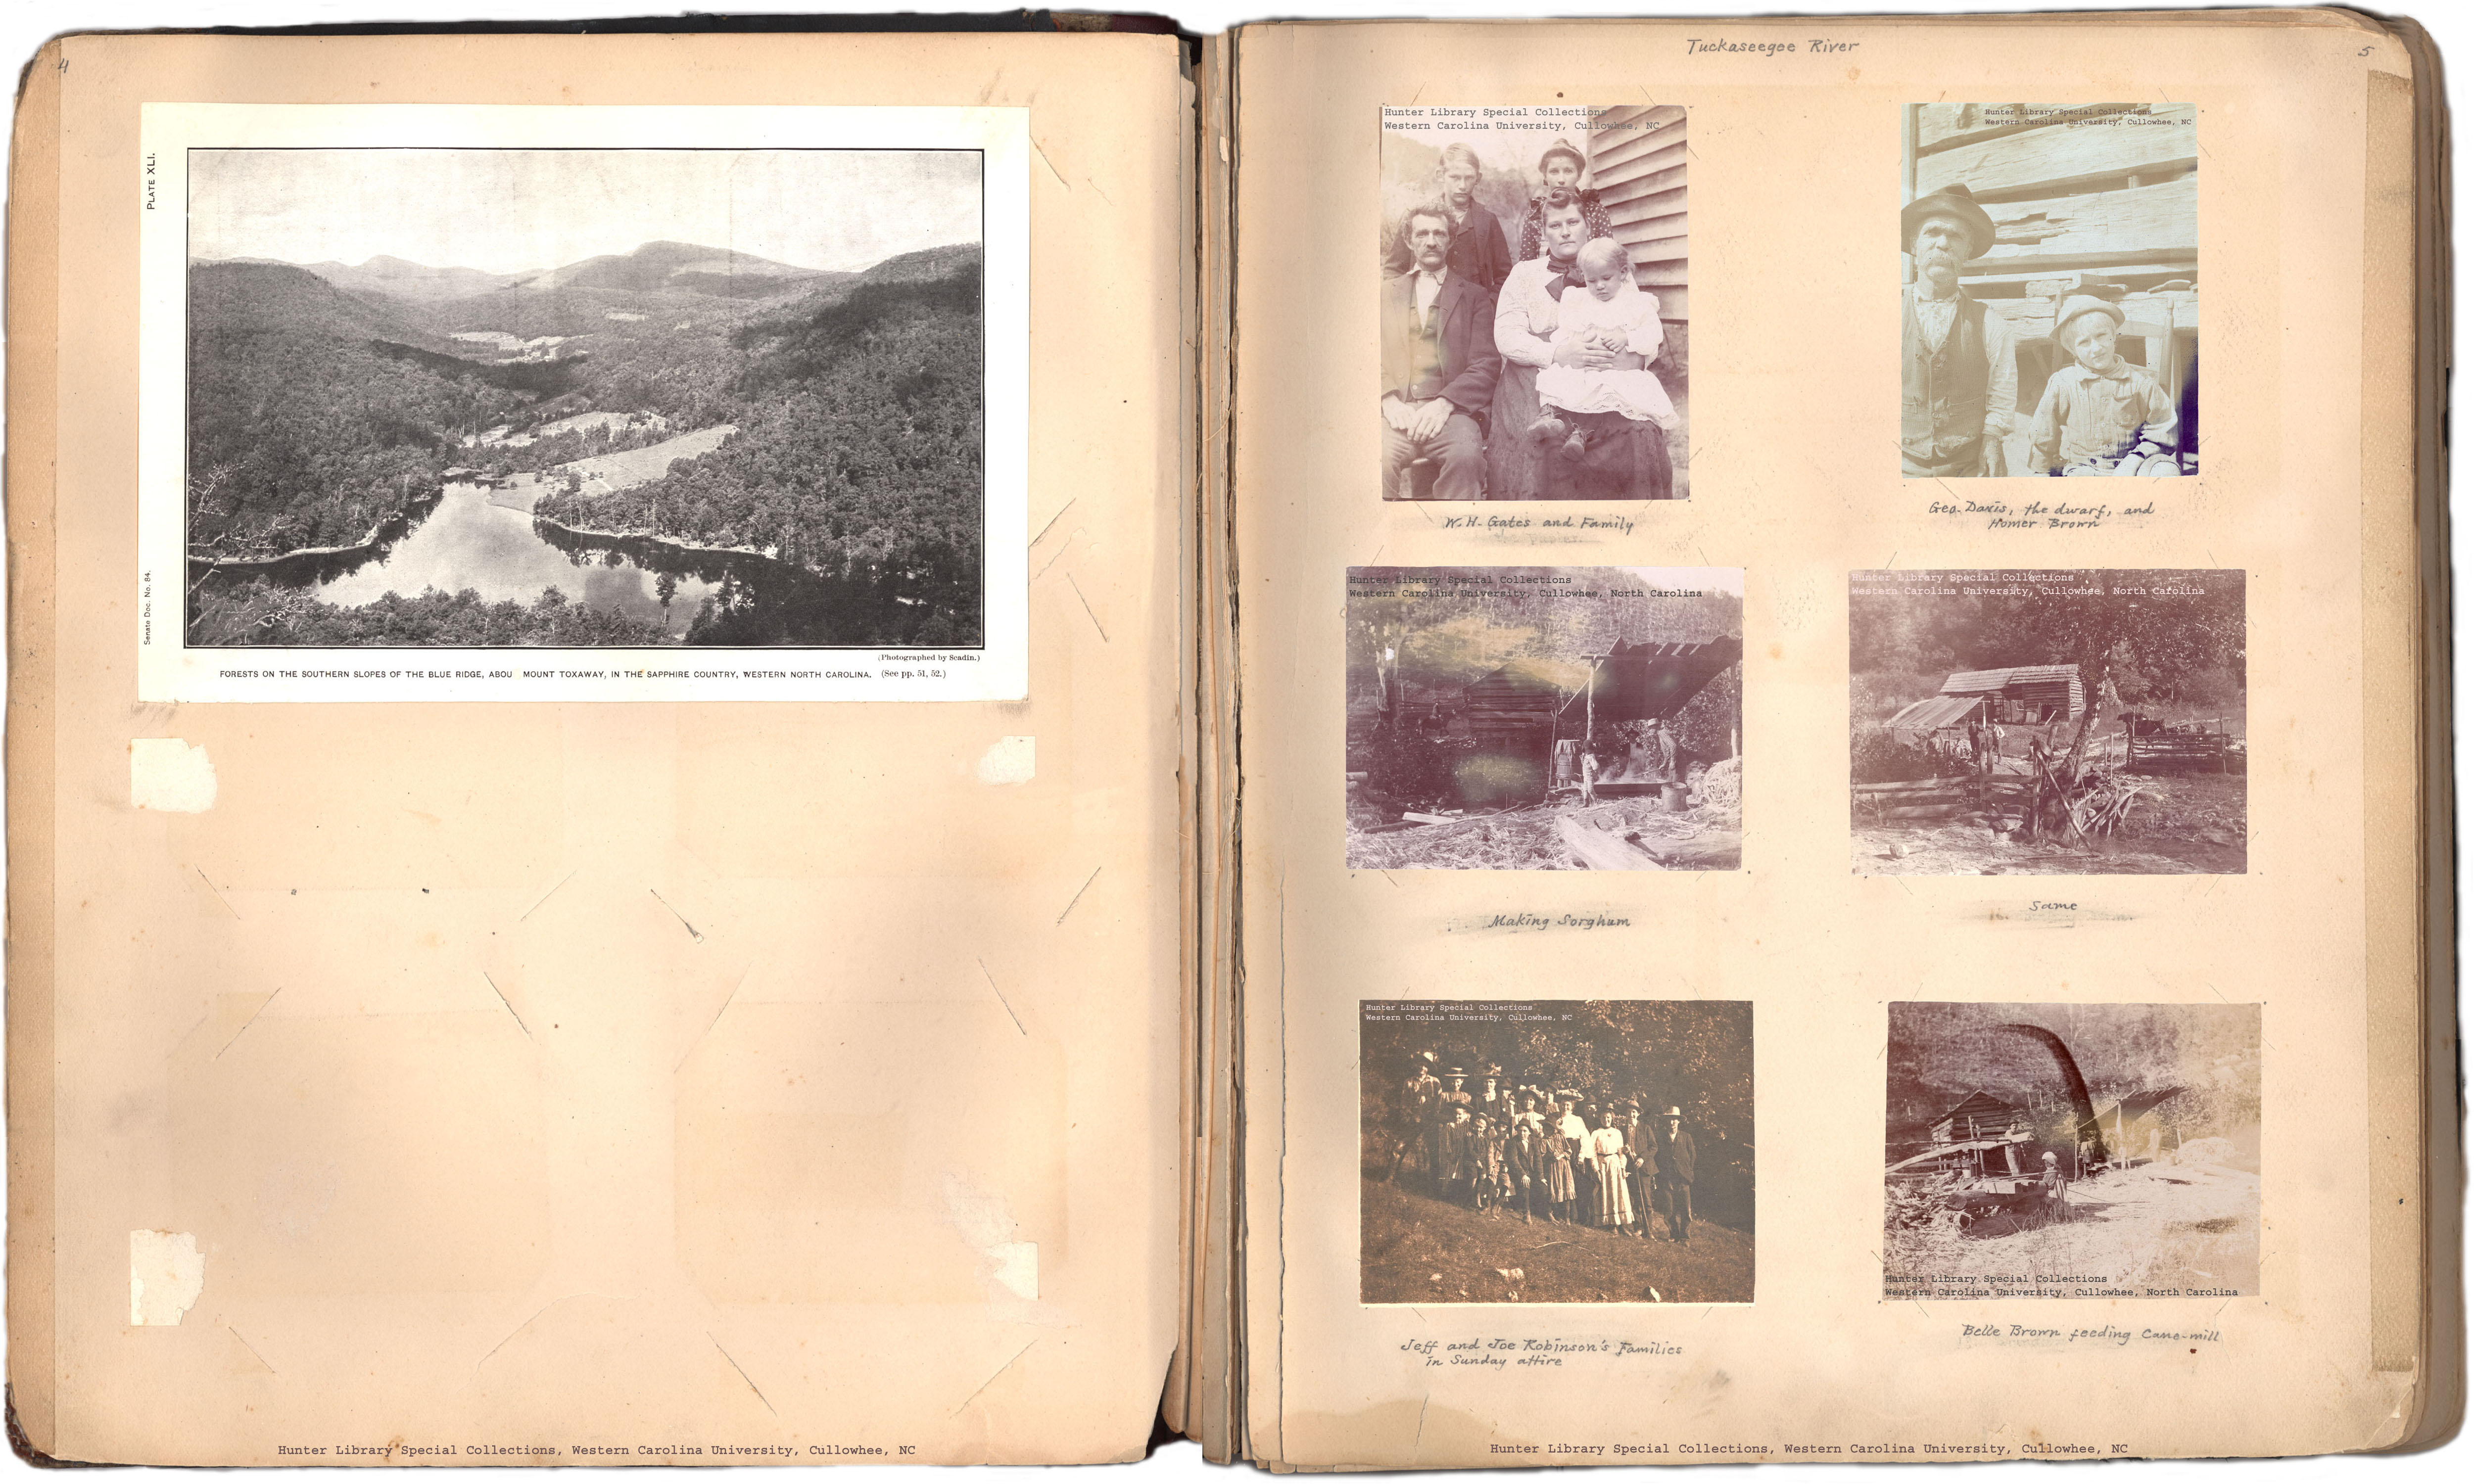 4
PLATE XLI.
Senate Doc. No. 84.
(Photographed by Scadin.)
FORESTS ON THE SOUTHERN SLOPES OF THE BLUE RIDGE, ABOU MOUNT TOXAWAY, IN THE SAPPHIRE COUNTRY, WESTERN NORTH CAROLINA. (See pp. 51, 52.)
Hunter Library Special Collections, Western Carolina University, Cullowhee, NC
Tuckaseegee River
5
Hunter Library Special Collections
Western Carolina University, Cullowhee, NC
W. H. Gates and Family
Hunter Library Special Collections
Western Carolina University, Cullowhee, NC
Geo. Davis, the dwarf, and
Homer Brown
Hunter Library Special Collections
Western Carolina University, Cullowhee, North Carolina
Making Sorghum
Hunter Library Special Collections
Western Carolina University, Cullowhee, North Carolina
Same
Hunter Library Special Collections
Western Carolina University, Cullowhee, NC
Jeff and Joe Robinson's Families
in Sunday attire
Hunter Library Special Collections
Western Carolina University, Cullowhee, North Carolina
Belle Brown feeding Cane-mill
Hunter Library Special Collections, Western Carolina University, Cullowhee, NC